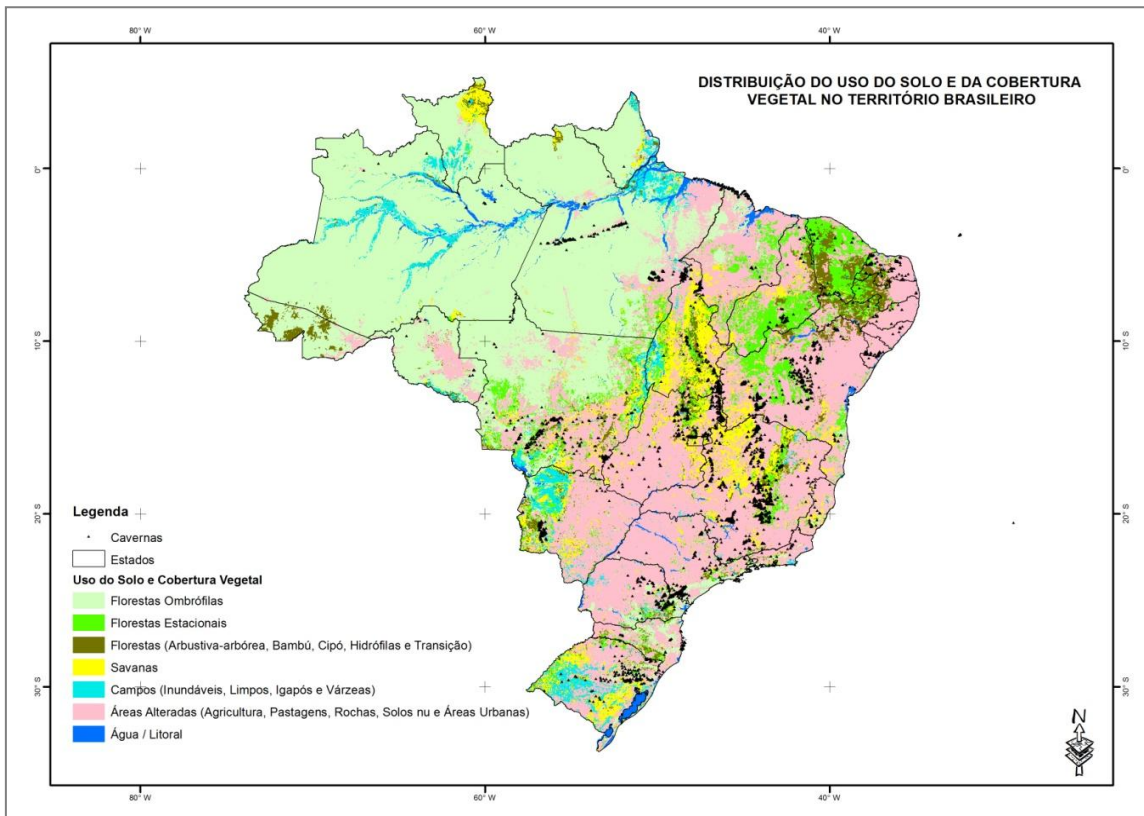 80° W
60° W
40° W
DISTRIBUIÇÃO DO USO DO SOLO E DA COBERTURA
VEGETAL NO TERRITÓRIO BRASILEIRO
0°
0°
10° S
10° S
20° S
20° S
30° S
30° S
Legenda
Cavernas
Estados
Uso do Solo e Cobertura Vegetal
Florestas Ombrófilas
Florestas Estacionais
Florestas (Arbustiva-arbórea, Bambú, Cipó, Hidrófilas e Transição)
Savanas
Campos (Inundáveis, Limpos, Igapós e Várzeas)
Áreas Alteradas (Agricultura, Pastagens, Rochas, Solos nu e Áreas Urbanas)
Água / Litoral
N
80° W
60° W
40° W